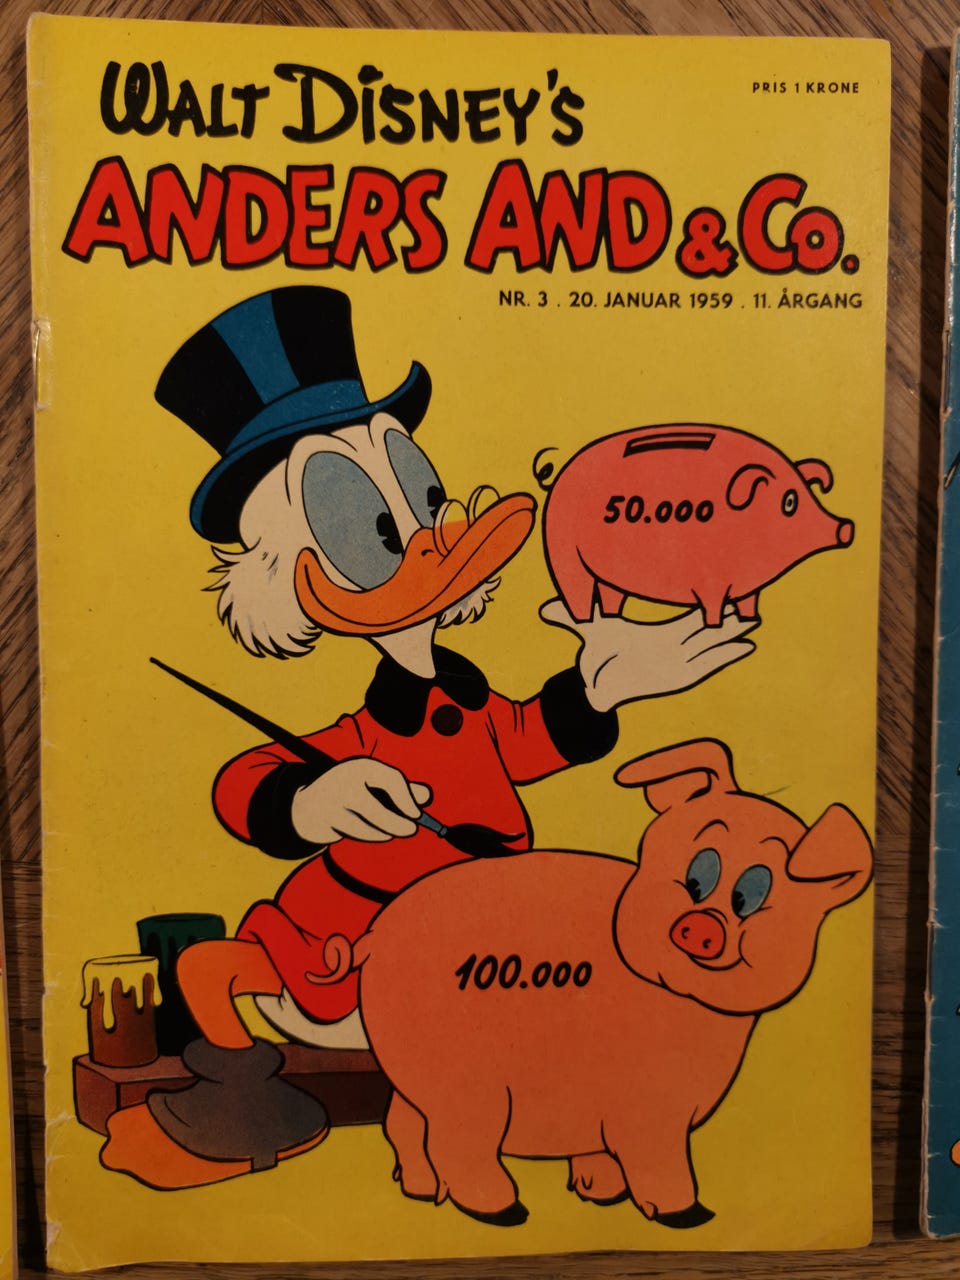 WALT DISNEY'S
PRIS 1 KRONE
ANDERS AND & CO.
NR. 3 . 20. JANUAR 1959 . 11. ÅRGANG
50.000
100.000